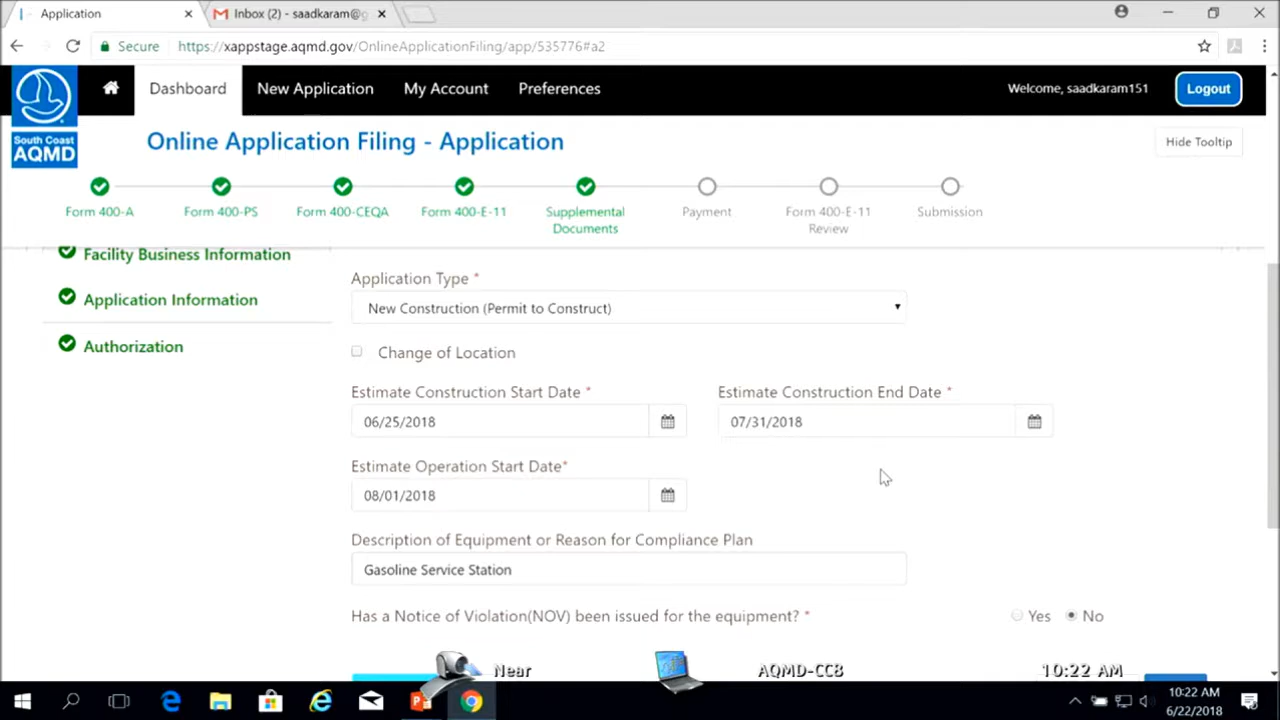 Application
Inbox (2) - saadkaram@g
Secure https://xappstage.aqmd.gov/OnlineApplicationFiling/app/535776#a2
Dashboard New Application My Account Preferences Welcome, saadkaram151 Logout
South Coast
AQMD
Online Application Filing - Application
Hide Tooltip
Form 400-A Form 400-PS Form 400-CEQA Form 400-E-11 Supplemental Documents Payment Form 400-E-11 Review Submission
Facility Business Information
Application Information
Authorization
Application Type *
New Construction (Permit to Construct)
Change of Location
Estimate Construction Start Date * Estimate Construction End Date *
06/25/2018 07/31/2018
Estimate Operation Start Date*
08/01/2018
Description of Equipment or Reason for Compliance Plan
Gasoline Service Station
Has a Notice of Violation(NOV) been issued for the equipment? * Yes No
Near AQMD-CC8 10:22 AM
10:22 AM
6/22/2018